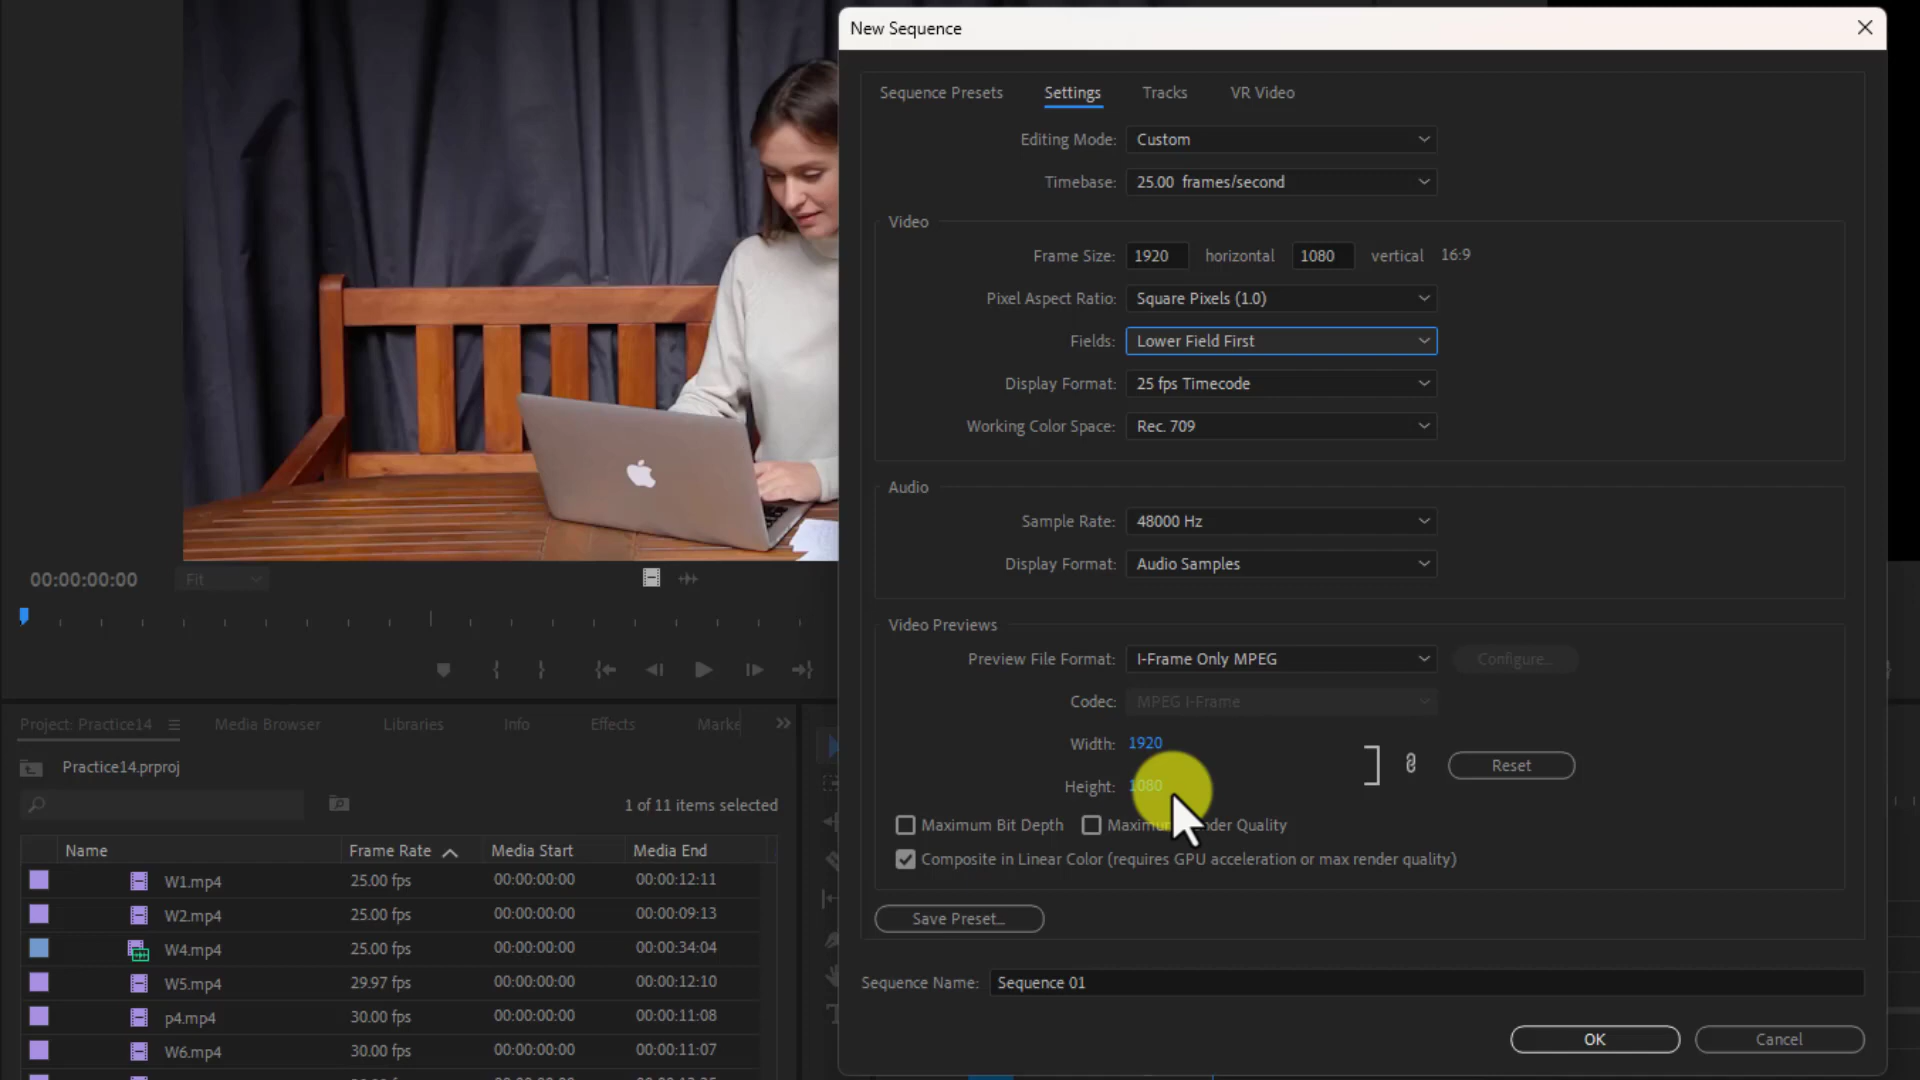 New Sequence
Sequence Presets Settings Tracks VR Video
Editing Mode: Custom
Timebase: 25.00 frames/second
Video
Frame Size: 1920 horizontal 1080 vertical 16:9
Pixel Aspect Ratio: Square Pixels (1.0)
Fields: Lower Field First
Display Format: 25 fps Timecode
Working Color Space: Rec. 709
Audio
Sample Rate: 48000 Hz
Display Format: Audio Samples
Video Previews
Preview File Format: I-Frame Only MPEG Configure...
Codec: MPEG I-Frame
Width: 1920
Height: 1080
Reset
Maximum Bit Depth Quality
Composite in Linear Color (requires GPU acceleration or max render quality)
Save Preset...
Sequence Name: Sequence 01
OK Cancel
00:00:00:00 Fit
Project: Practice14 Media Browser Libraries Info Effects Marke
Practice14.prproj
1 of 11 items selected
Name Frame Rate Media Start Media End
W1.mp4 25.00 fps 00:00:00:00 00:00:12:11
W2.mp4 25.00 fps 00:00:00:00 00:00:09:13
W4.mp4 25.00 fps 00:00:00:00 00:00:34:04
W5.mp4 29.97 fps 00:00:00:00 00:00:12:10
p4.mp4 30.00 fps 00:00:00:00 00:00:11:08
W6.mp4 30.00 fps 00:00:00:00 00:00:11:07